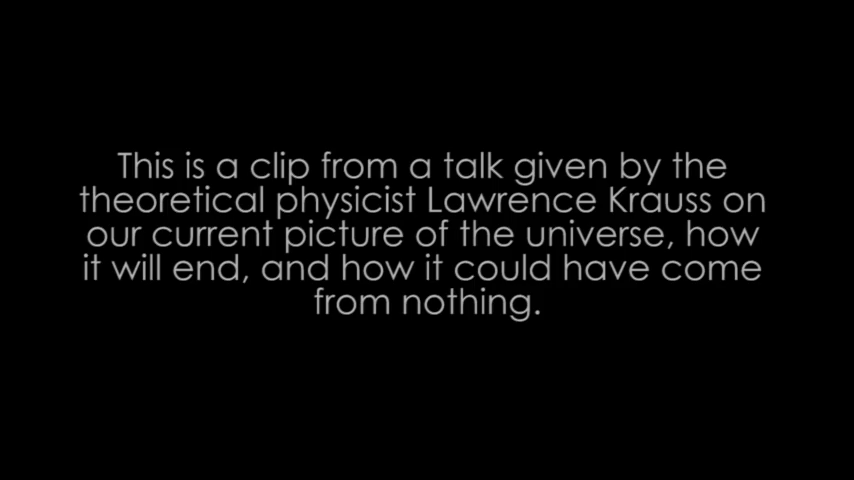 This is a clip from a talk given by the
theoretical physicist Lawrence Krauss on
our current picture of the universe, how
it will end, and how it could have come
from nothing.